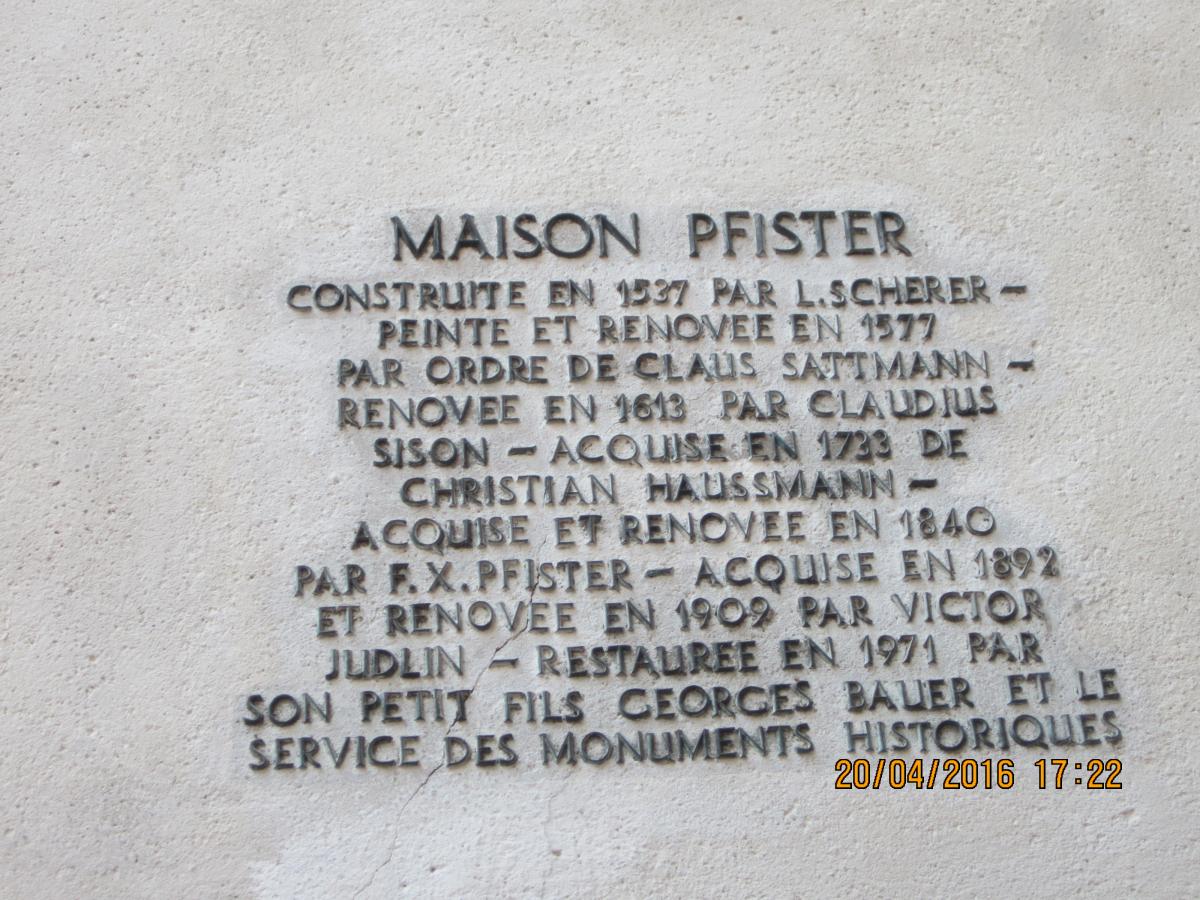 MAISON PFISTER
CONSTRUITE EN 1537 PAR L.SCHERER –
PEINTE ET RENOVEE EN 1577
PAR ORDRE DE CLAUS SATTMANN –
RENOVEE EN 1613 PAR CLAUDIUS
SISON – ACQUISE EN 1733 DE
CHRISTIAN HAUSSMANN –
ACQUISE ET RENOVEE EN 1840
PAR F.X.PFISTER – ACQUISE EN 1892
ET RENOVEE EN 1909 PAR VICTOR
JUDLIN – RESTAUREE EN 1971 PAR
SON PETIT FILS GEORGES BAUER ET LE
SERVICE DES MONUMENTS HISTORIQUES
20/04/2016 17:22